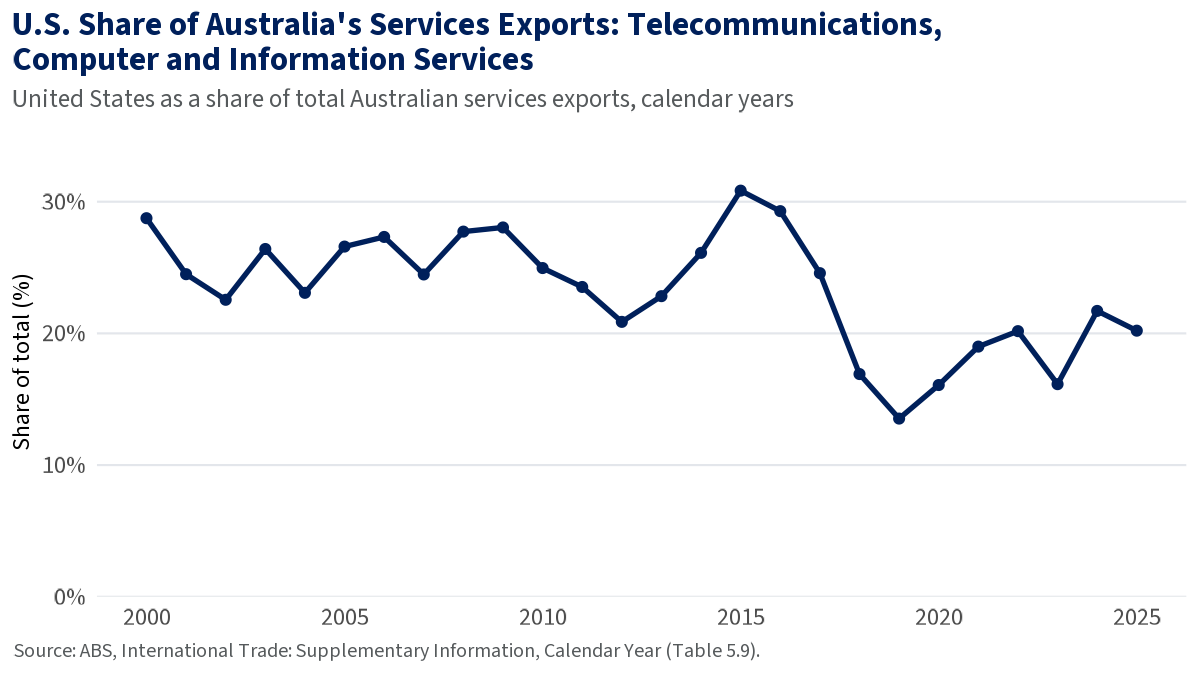 U.S. Share of Australia's Services Exports: Telecommunications,
Computer and Information Services
United States as a share of total Australian services exports, calendar years
Share of total (%)
30%
20%
10%
0%
2000 2005 2010 2015 2020 2025
Source: ABS, International Trade: Supplementary Information, Calendar Year (Table 5.9).